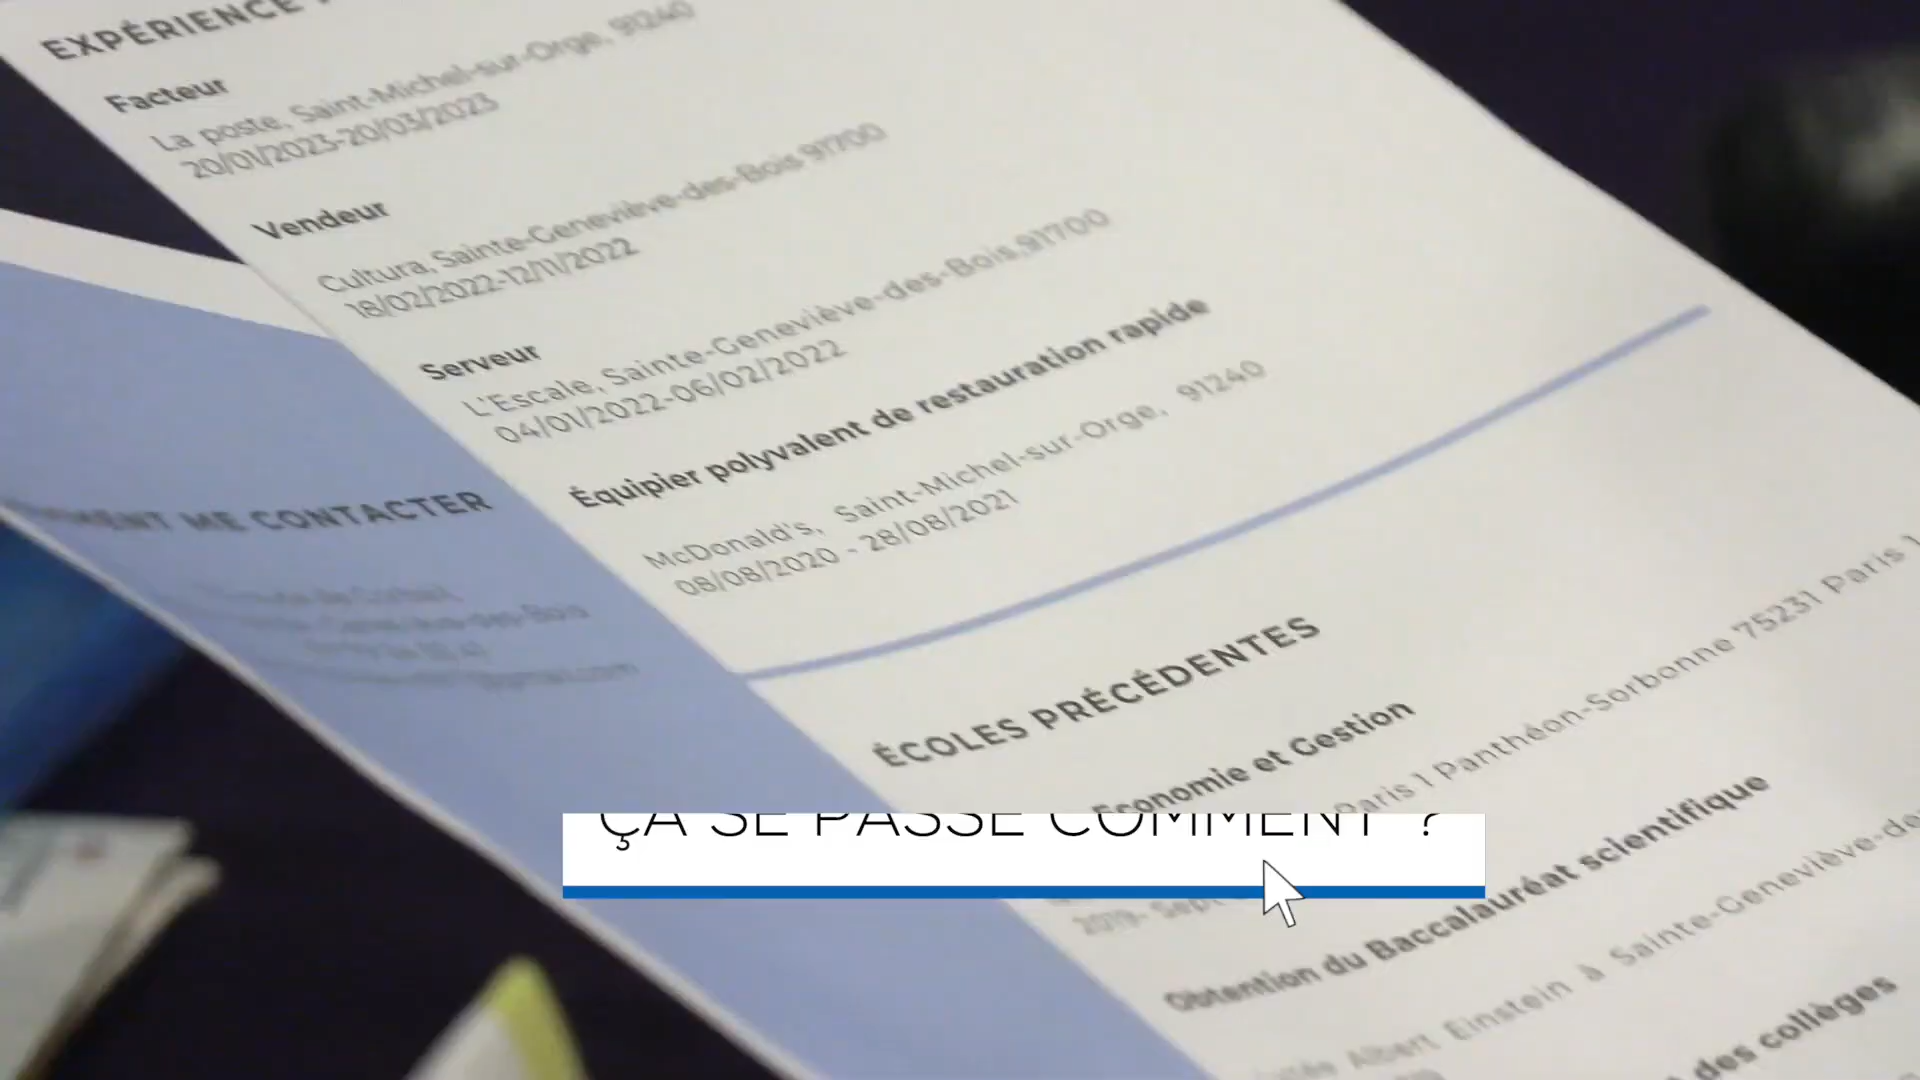 EXPÉRIENCE
Facteur
La poste, Saint-Michel-sur-Orge, 91240
20/01/2023-20/03/2023
Vendeur
Cultura, Sainte-Geneviève-des-Bois 91700
18/02/2022-12/11/2022
Serveur
L'Escale, Sainte-Geneviève-des-Bois,91700
04/01/2022-06/02/2022
Équipier polyvalent de restauration rapide
McDonald's, Saint-Michel-sur-Orge, 91240
08/08/2020 - 28/08/2021
ME CONTACTER
ÉCOLES PRÉCÉDENTES
Économie et Gestion
Paris 1 Panthéon-Sorbonne 75231 Paris
2019- Sept
Obtention du Baccalauréat scientifique
Albert Einstein à Sainte-Geneviève-des
des collèges
ÇA SE PASSE COMMENT ?